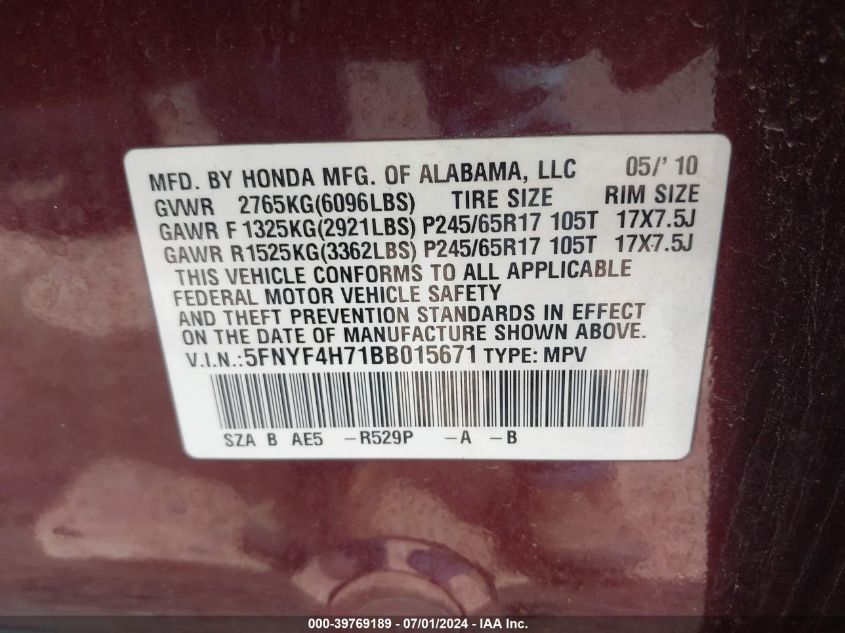 MFD. BY HONDA MFG. OF ALABAMA, LLC 05/' 10
GVWR 2765KG(6096LBS) TIRE SIZE RIM SIZE
GAWR F 1325KG(2921LBS) P245/65R17 105T 17X7.5J
GAWR R1525KG(3362LBS) P245/65R17 105T 17X7.5J
THIS VEHICLE CONFORMS TO ALL APPLICABLE
FEDERAL MOTOR VEHICLE SAFETY
AND THEFT PREVENTION STANDARDS IN EFFECT
ON THE DATE OF MANUFACTURE SHOWN ABOVE.
V.I.N.:5FNYF4H71BB015671 TYPE: MPV
SZA B AE5 -R529P -A -B
000-39769189 - 07/01/2024 - IAA Inc.